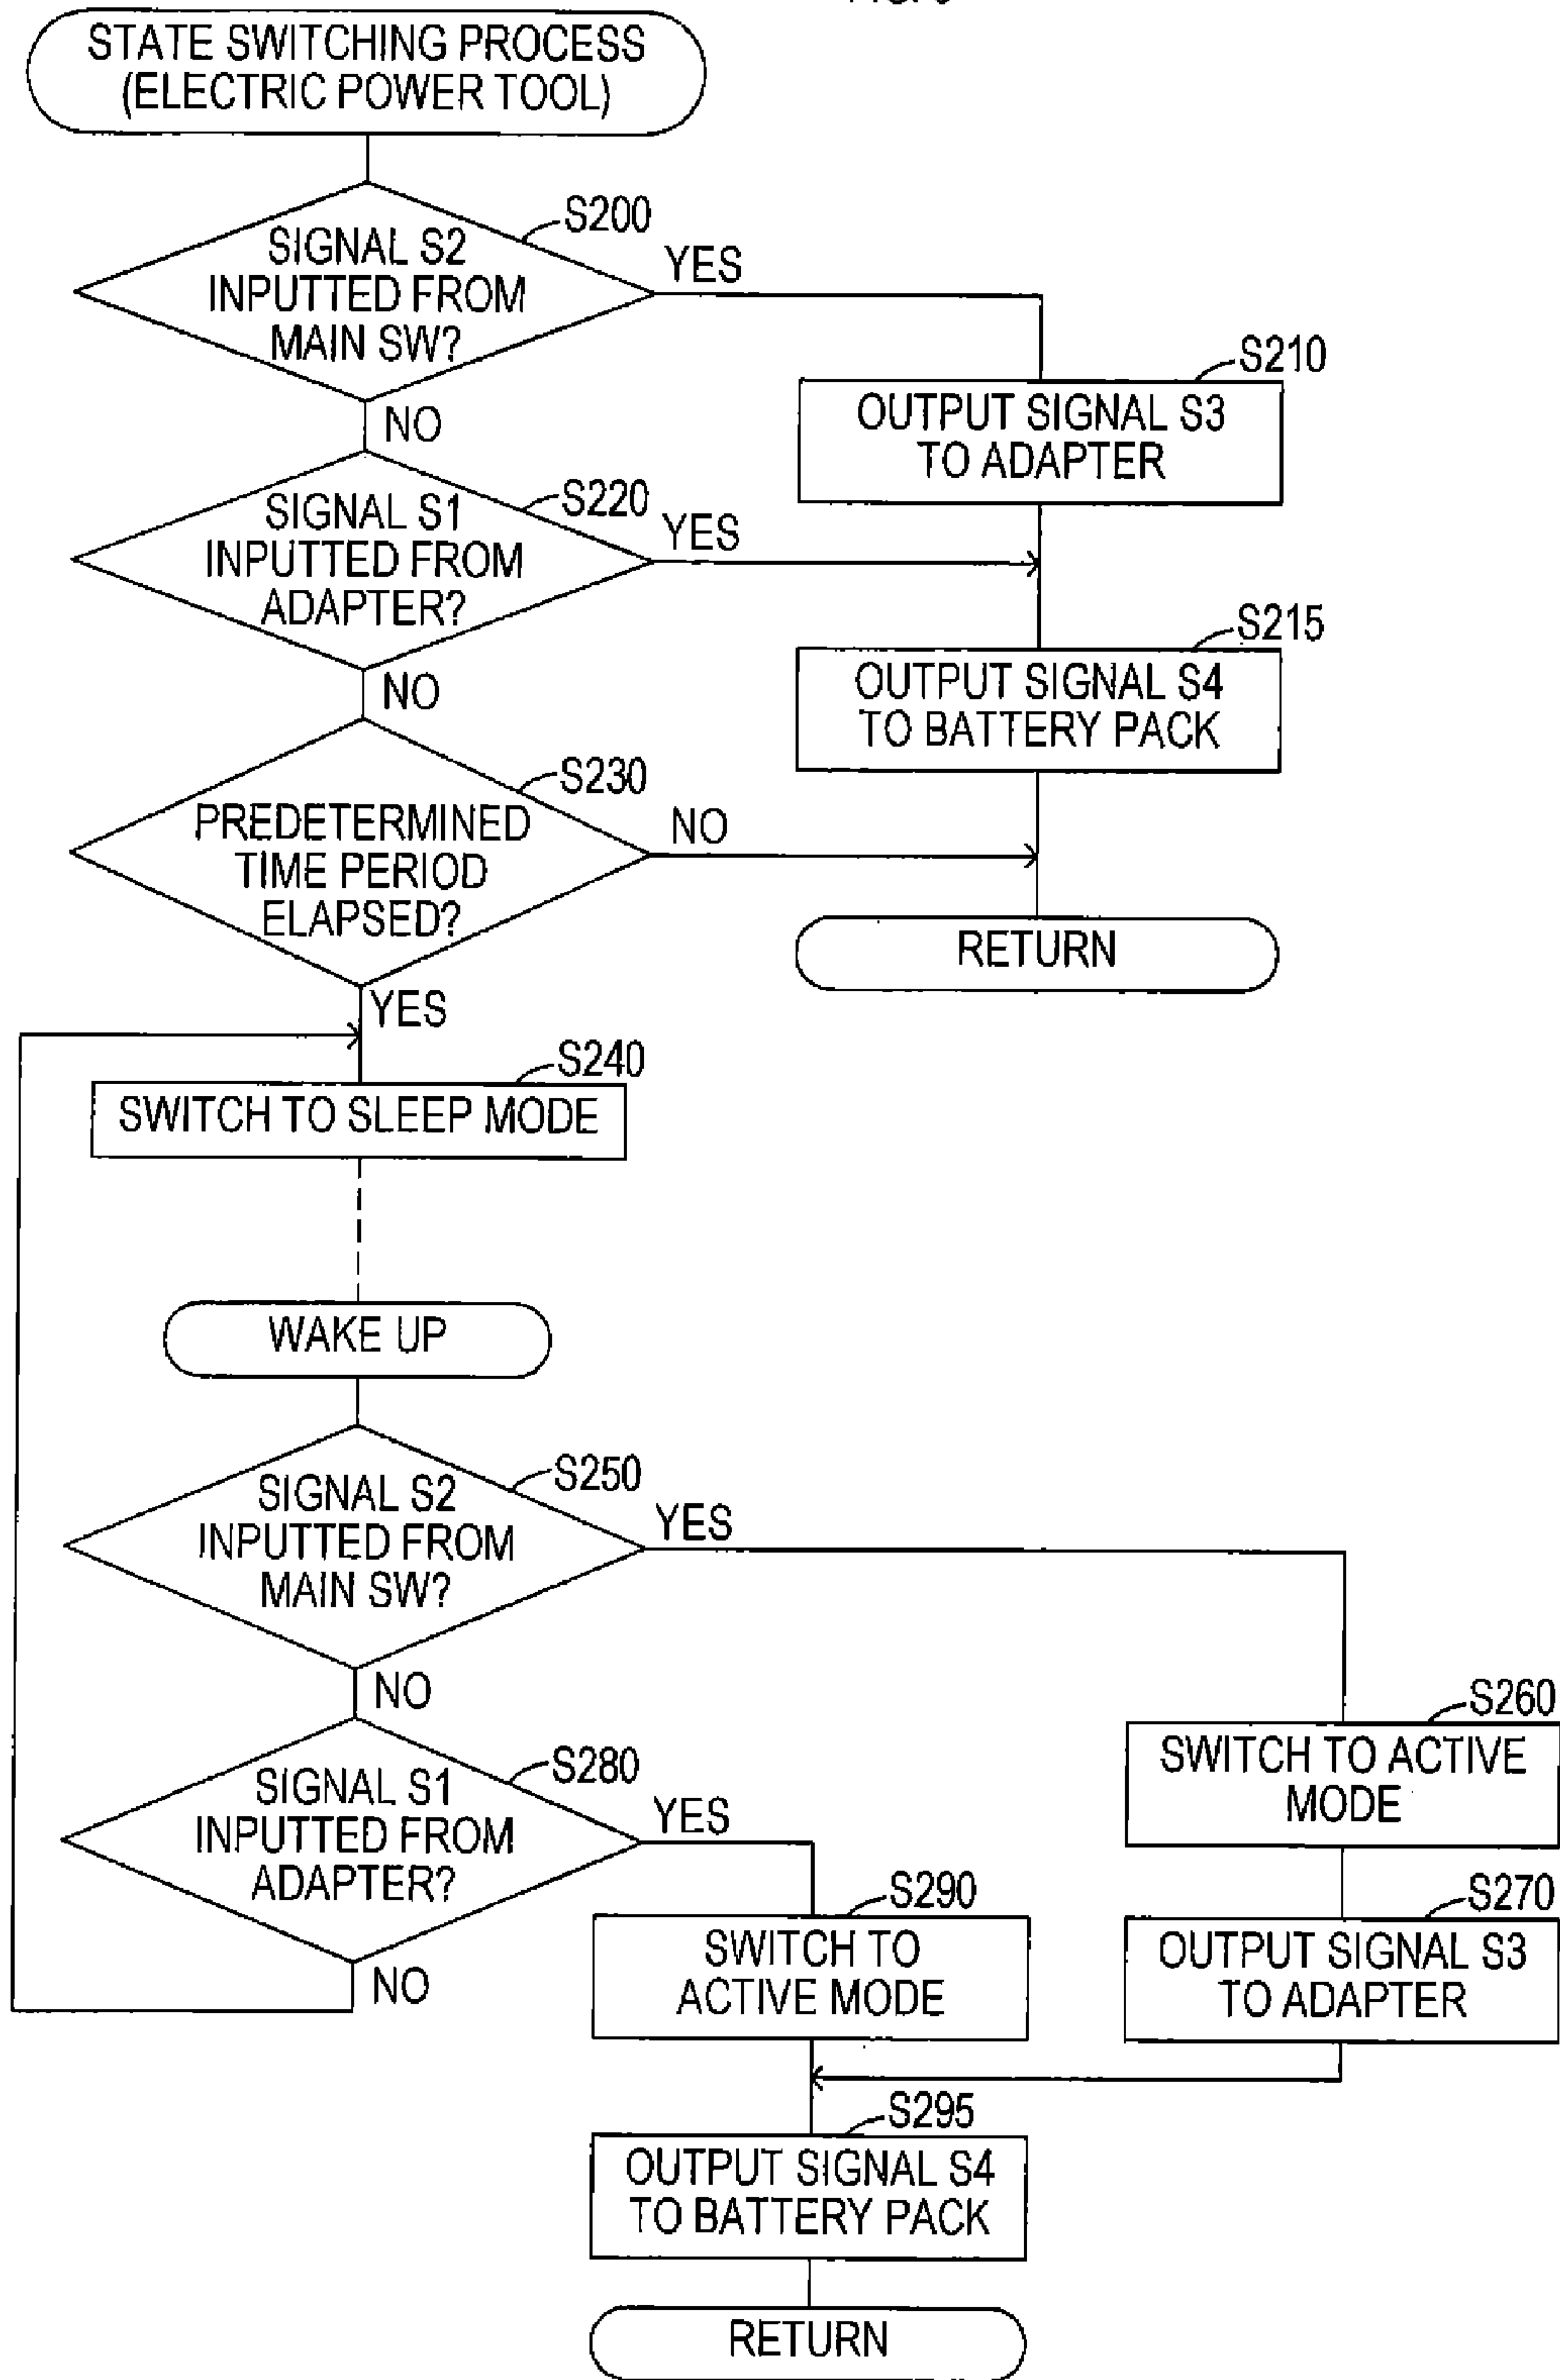 STATE SWITCHING PROCESS
(ELECTRIC POWER TOOL)
S200
SIGNAL S2
INPUTTED FROM
MAIN SW?
YES
NO
S210
OUTPUT SIGNAL S3
TO ADAPTER
S220
SIGNAL S1
INPUTTED FROM
ADAPTER?
YES
NO
S215
OUTPUT SIGNAL S4
TO BATTERY PACK
S230
PREDETERMINED
TIME PERIOD
ELAPSED?
NO
YES
RETURN
S240
SWITCH TO SLEEP MODE
WAKE UP
S250
SIGNAL S2
INPUTTED FROM
MAIN SW?
YES
NO
S260
SWITCH TO ACTIVE
MODE
S280
SIGNAL S1
INPUTTED FROM
ADAPTER?
YES
NO
S290
SWITCH TO
ACTIVE MODE
S270
OUTPUT SIGNAL S3
TO ADAPTER
S295
OUTPUT SIGNAL S4
TO BATTERY PACK
RETURN